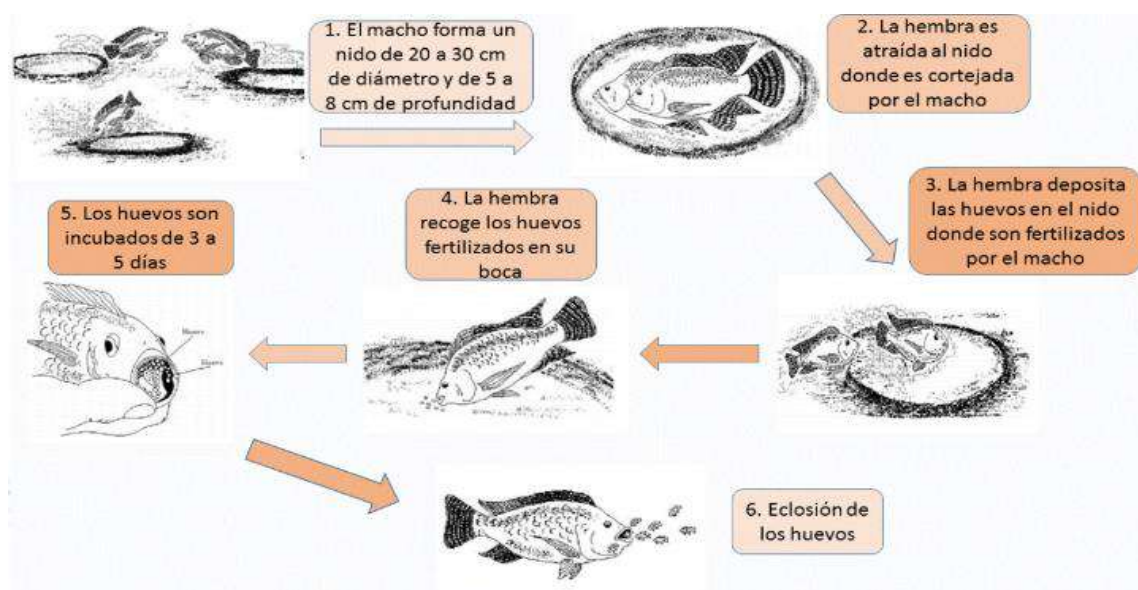 1. El macho forma un
nido de 20 a 30 cm
de diámetro y de 5 a
8 cm de profundidad
2. La hembra es
atraída al nido
donde es cortejada
por el macho
3. La hembra deposita
las huevos en el nido
donde son fertilizados
por el macho
4. La hembra
recoge los huevos
fertilizados en su
boca
5. Los huevos son
incubados de 3 a
5 días
6. Eclosión de
los huevos